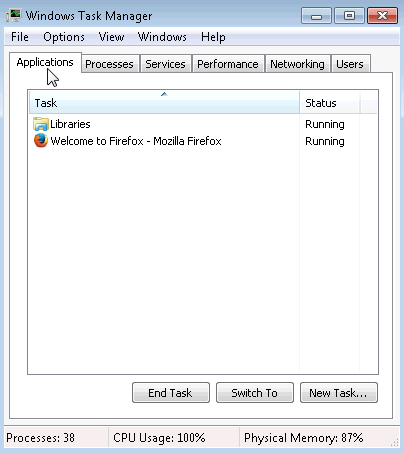 Windows Task Manager
File Options View Windows Help
Applications Processes Services Performance Networking Users
Task Status
Libraries Running
Welcome to Firefox - Mozilla Firefox Running
End Task Switch To New Task...
Processes: 38 CPU Usage: 100% Physical Memory: 87%